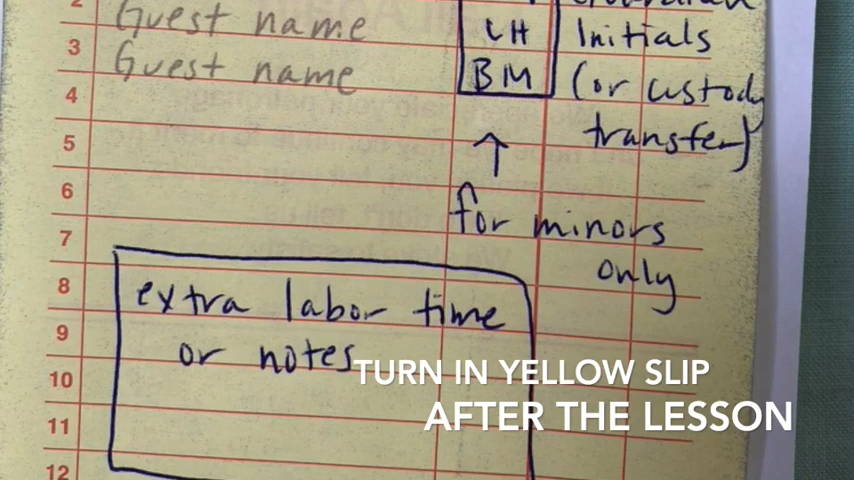 2
Guest name
LH Initials
3
Guest name
BM (or custody
4
transfer)
5
↑
6
for minors
7
only
8
extra labor time
9
or notes
10
TURN IN YELLOW SLIP
11
AFTER THE LESSON
12